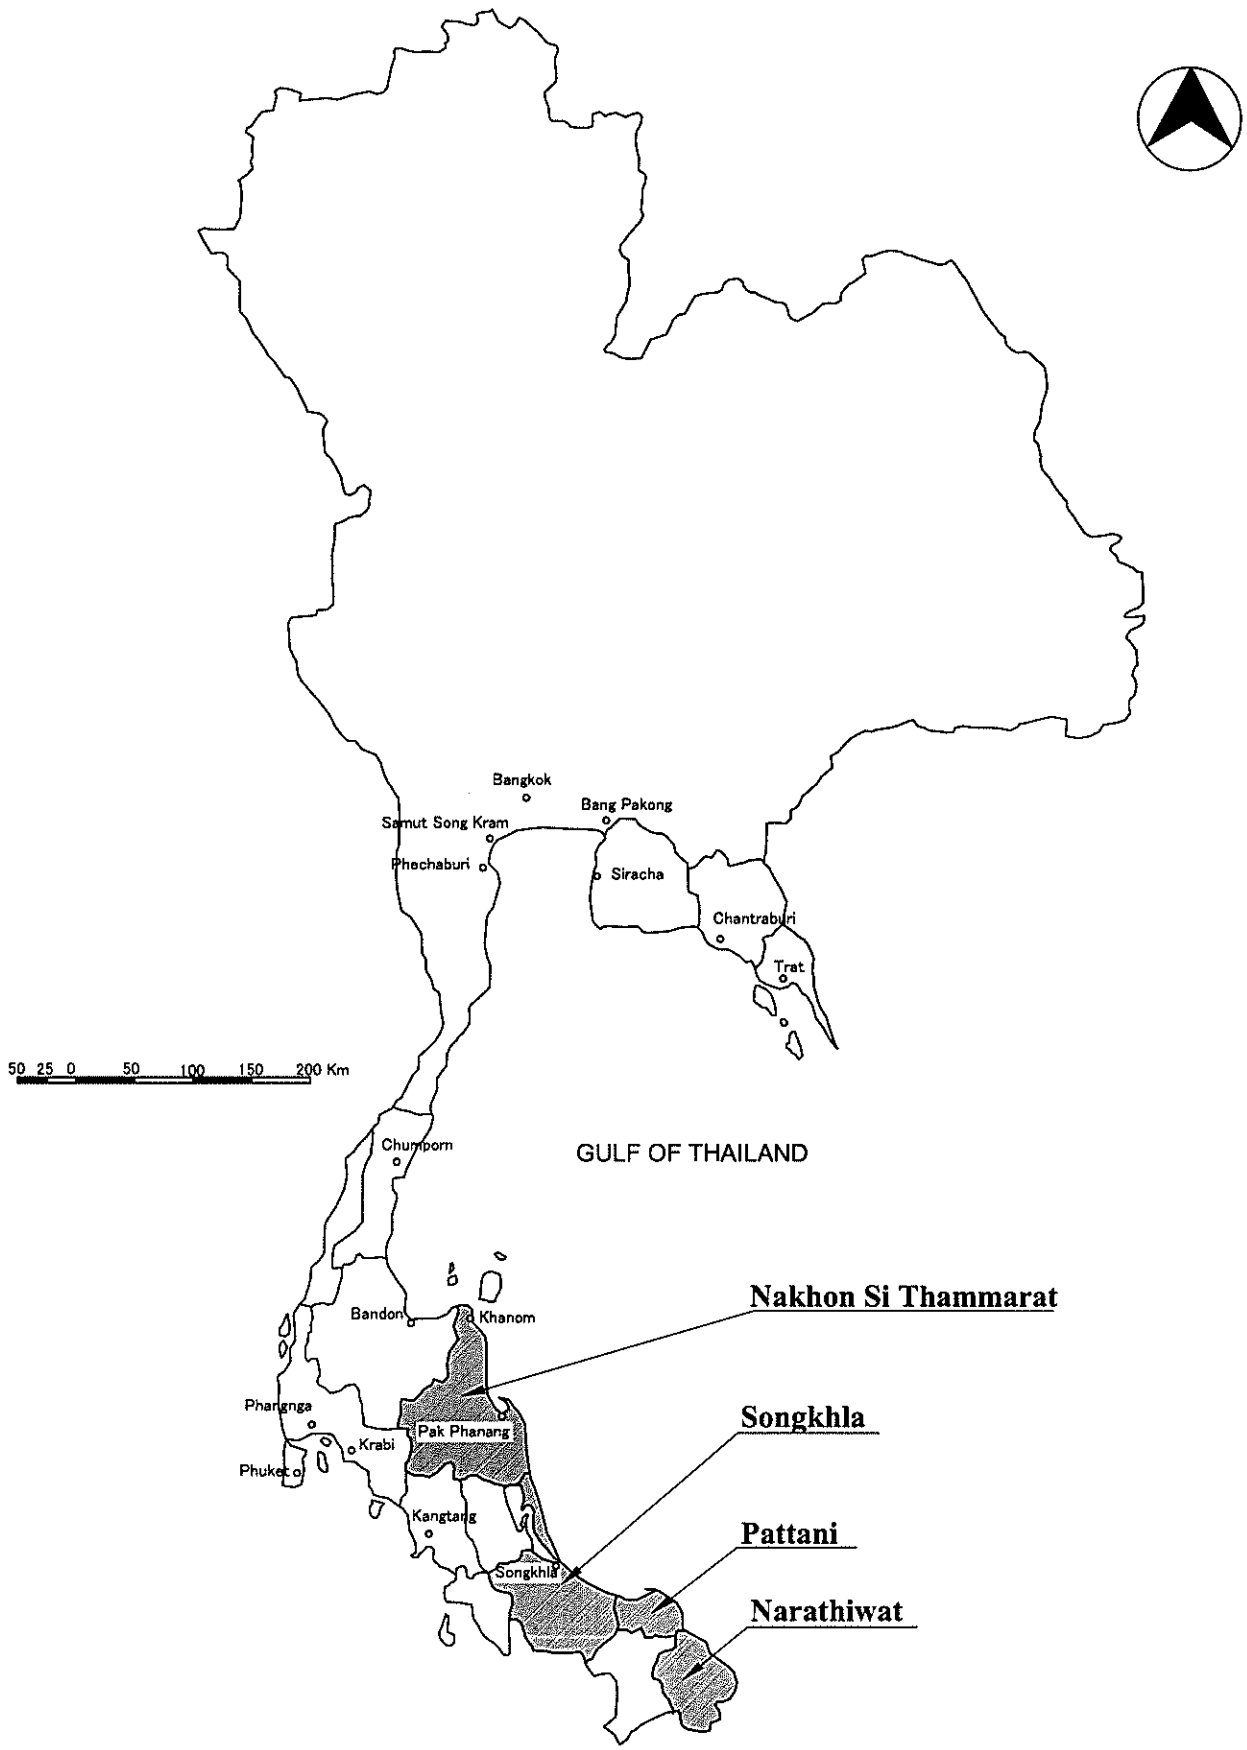 Bangkok
Bang Pakong
Samut Song Kram
Phechaburi
Siracha
Chantraburi
Trat
50 25 0 50 100 150 200 Km
Chumporn
GULF OF THAILAND
Nakhon Si Thammarat
Bandon
Khanom
Phangnga
Songkhla
Pak Phanang
Krabi
Phuket
Kangtang
Pattani
Songkhla
Narathiwat